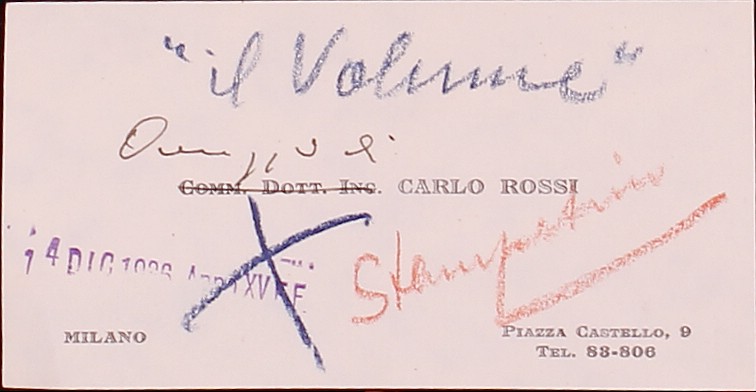 "il Volume"
COMM. DOTT. ING. CARLO ROSSI
Stampatrin
14 DIC 1936 Anno XV E.F.
MILANO
PIAZZA CASTELLO, 9
TEL. 83-806